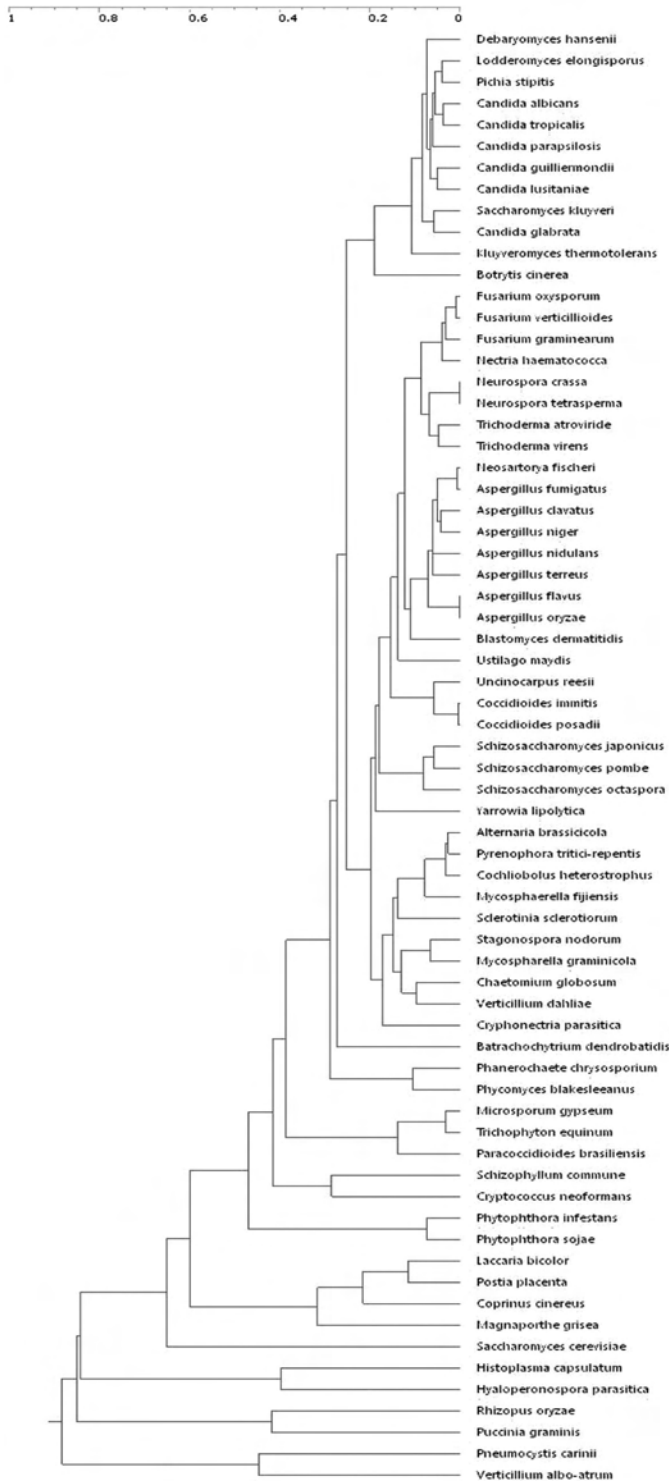 1 0.8 0.6 0.4 0.2 0
Debaryomyces hansenii
Lodderomyces elongisporus
Pichia stipitis
Candida albicans
Candida tropicalis
Candida parapsilosis
Candida guilliermondii
Candida lusitaniae
Saccharomyces kluyveri
Candida glabrata
Kluyveromyces thermotolerans
Botrytis cinerea
Fusarium oxysporum
Fusarium verticillioides
Fusarium graminearum
Nectria haematococca
Neurospora crassa
Neurospora tetrasperma
Trichoderma atroviride
Trichoderma virens
Neosartorya fischeri
Aspergillus fumigatus
Aspergillus clavatus
Aspergillus niger
Aspergillus nidulans
Aspergillus terreus
Aspergillus flavus
Aspergillus oryzae
Blastomyces dermatitidis
Ustilago maydis
Uncinocarpus reesii
Coccidioides immitis
Coccidioides posadii
Schizosaccharomyces japonicus
Schizosaccharomyces pombe
Schizosaccharomyces octaspora
Yarrowia lipolytica
Alternaria brassicicola
Pyrenophora tritici-repentis
Cochliobolus heterostrophus
Mycosphaerella fijiensis
Sclerotinia sclerotiorum
Stagonospora nodorum
Mycospharella graminicola
Chaetomium globosum
Verticillium dahliae
Cryphonectria parasitica
Batrachochytrium dendrobatidis
Phanerochaete chrysosporium
Phycomyces blakesleeanus
Microsporum gypseum
Trichophyton equinum
Paracoccidioides brasiliensis
Schizophyllum commune
Cryptococcus neoformans
Phytophthora infestans
Phytophthora sojae
Laccaria bicolor
Postia placenta
Coprinus cinereus
Magnaporthe grisea
Saccharomyces cerevisiae
Histoplasma capsulatum
Hyaloperonospora parasitica
Rhizopus oryzae
Puccinia graminis
Pneumocystis carinii
Verticillium albo-atrum